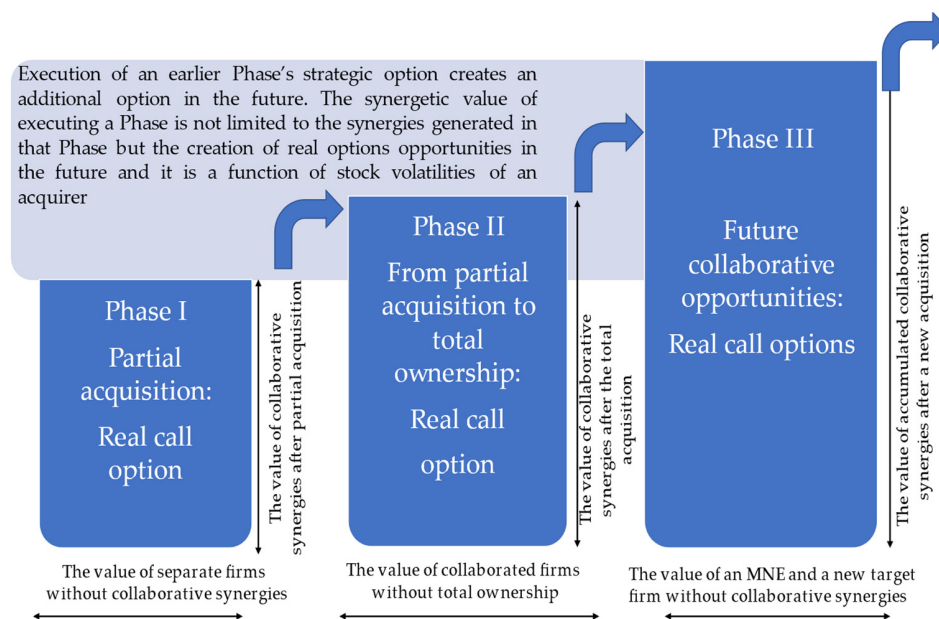 Execution of an earlier Phase's strategic option creates an
additional option in the future. The synergetic value of
executing a Phase is not limited to the synergies generated in
that Phase but the creation of real options opportunities in
the future and it is a function of stock volatilities of an
acquirer
Phase I
Partial
acquisition:
Real call
option
The value of collaborative
synergies after partial acquisition
The value of separate firms
without collaborative synergies
Phase II
From partial
acquisition to
total
ownership:
Real call
option
The value of collaborative
synergies after the total
acquisition
The value of collaborated firms
without total ownership
Phase III
Future
collaborative
opportunities:
Real call options
The value of accumulated collaborative
synergies after a new acquisition
The value of an MNE and a new target
firm without collaborative synergies